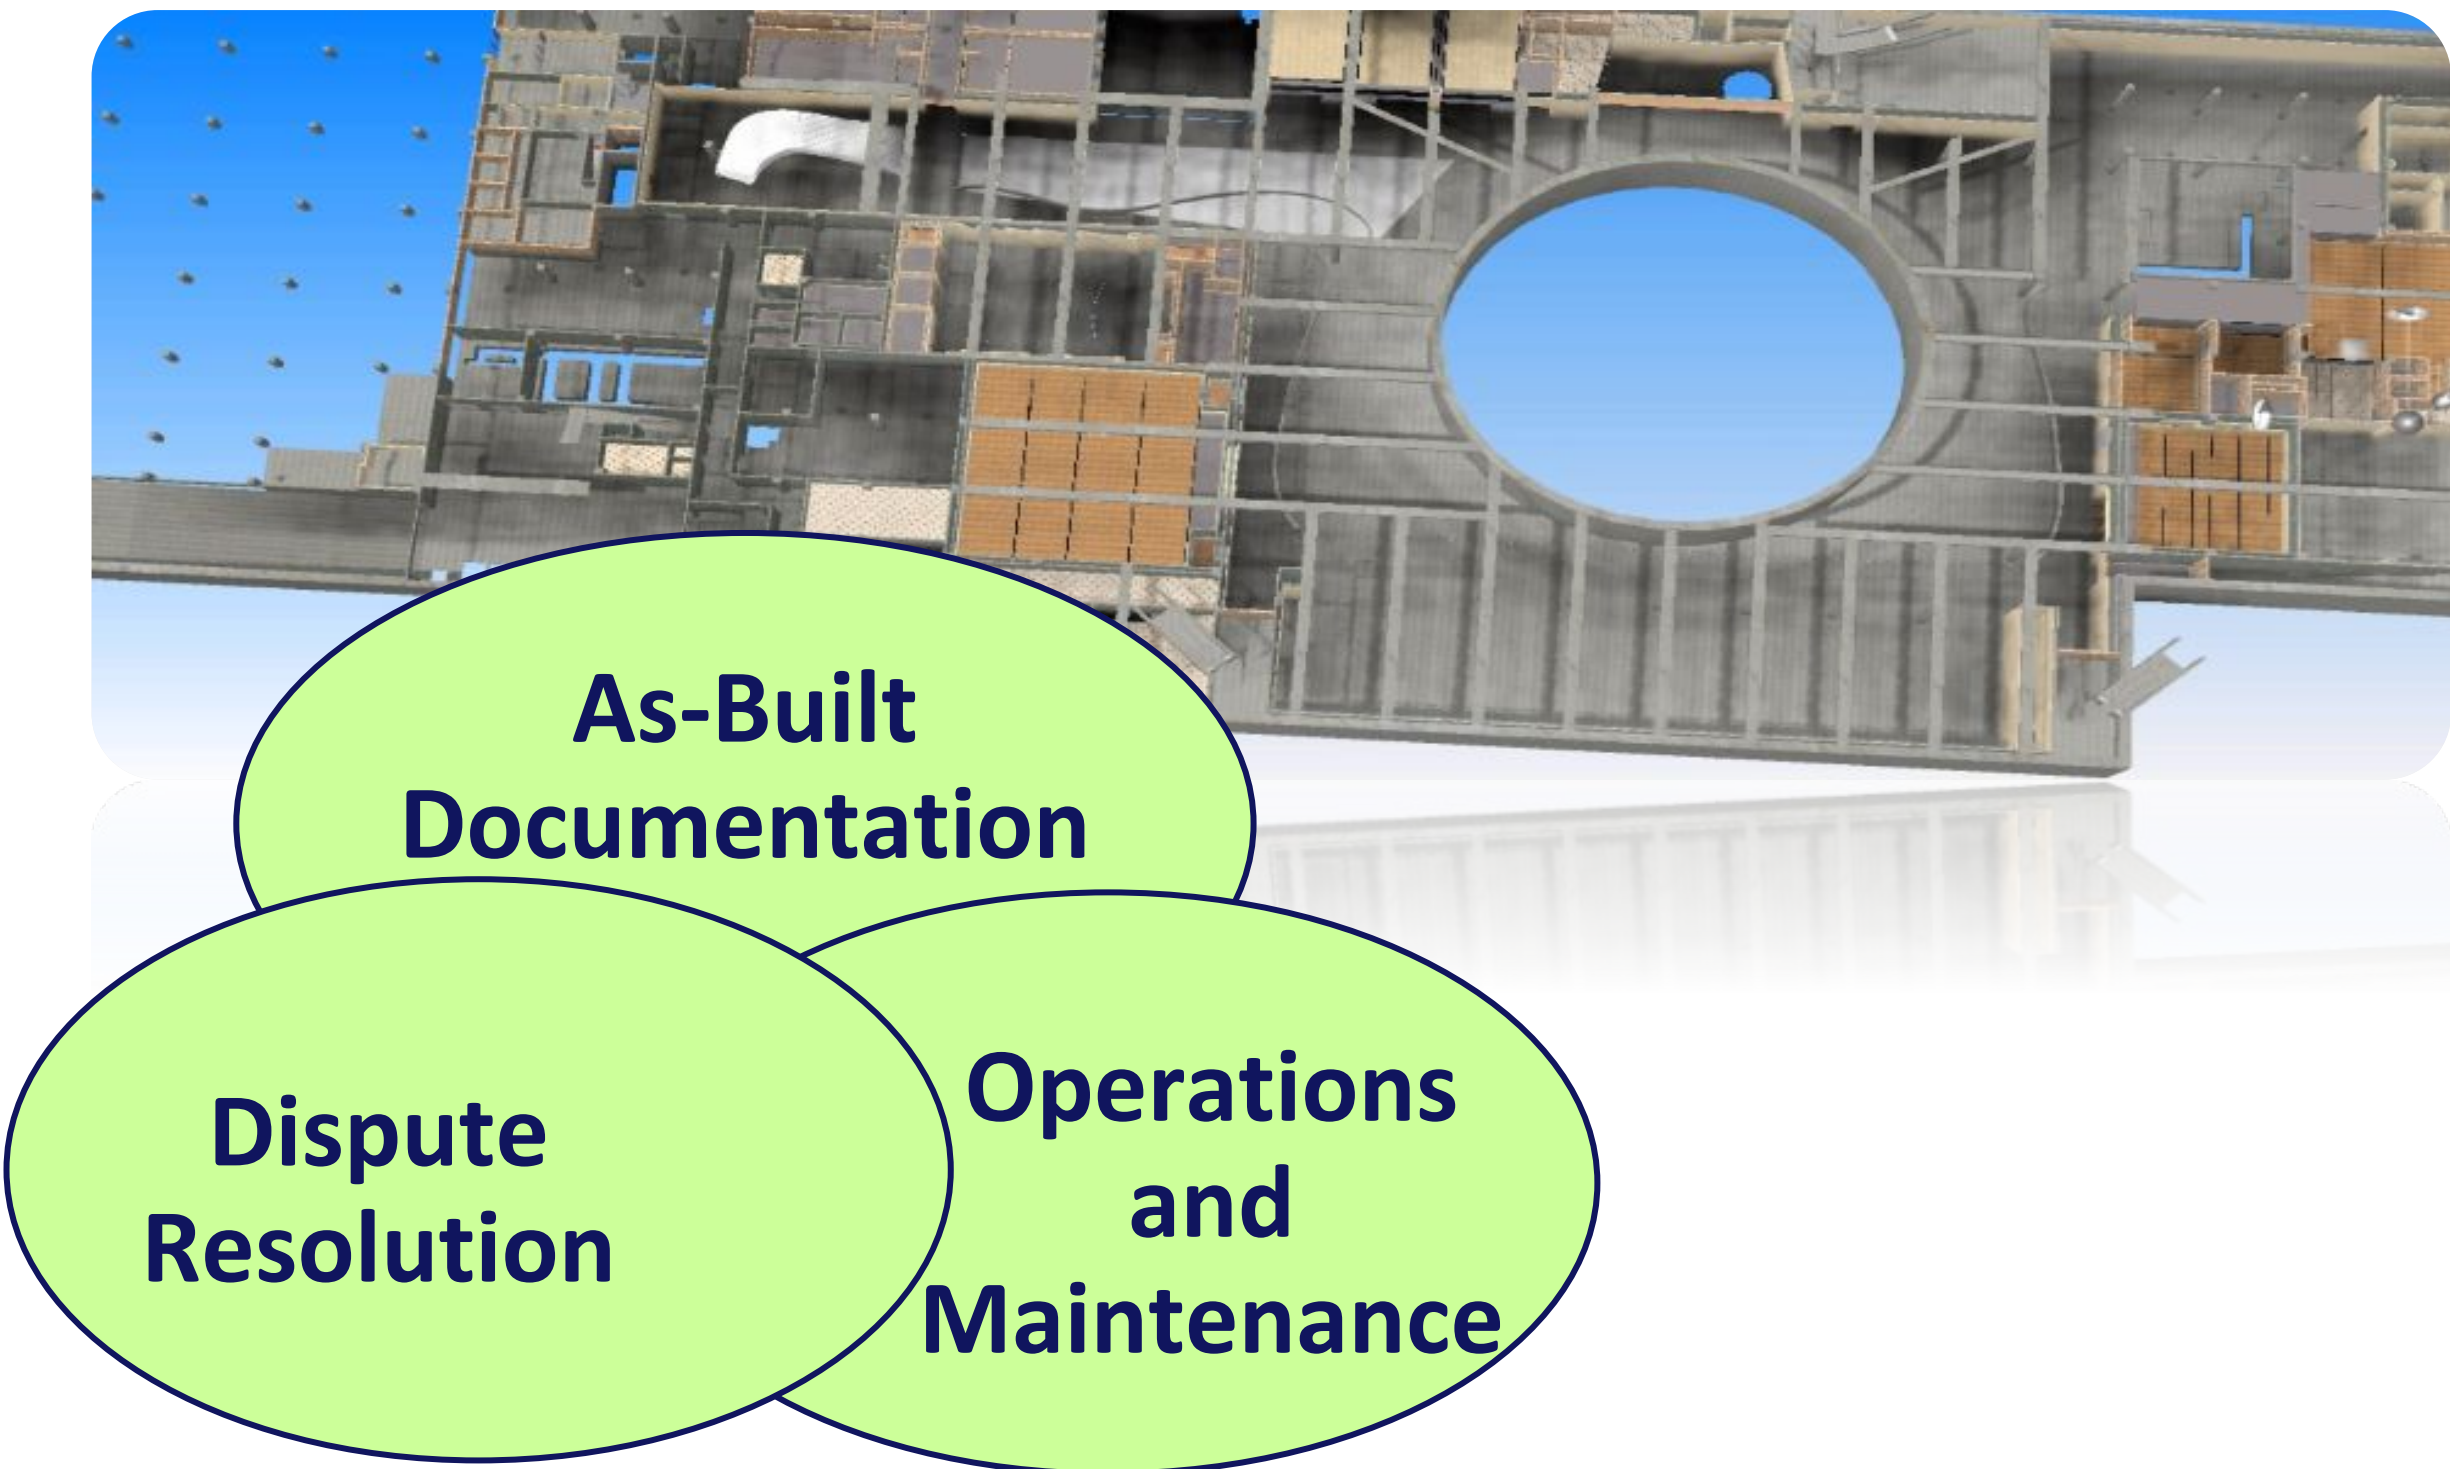 As-Built
Documentation
Dispute
Resolution
Operations
and
Maintenance